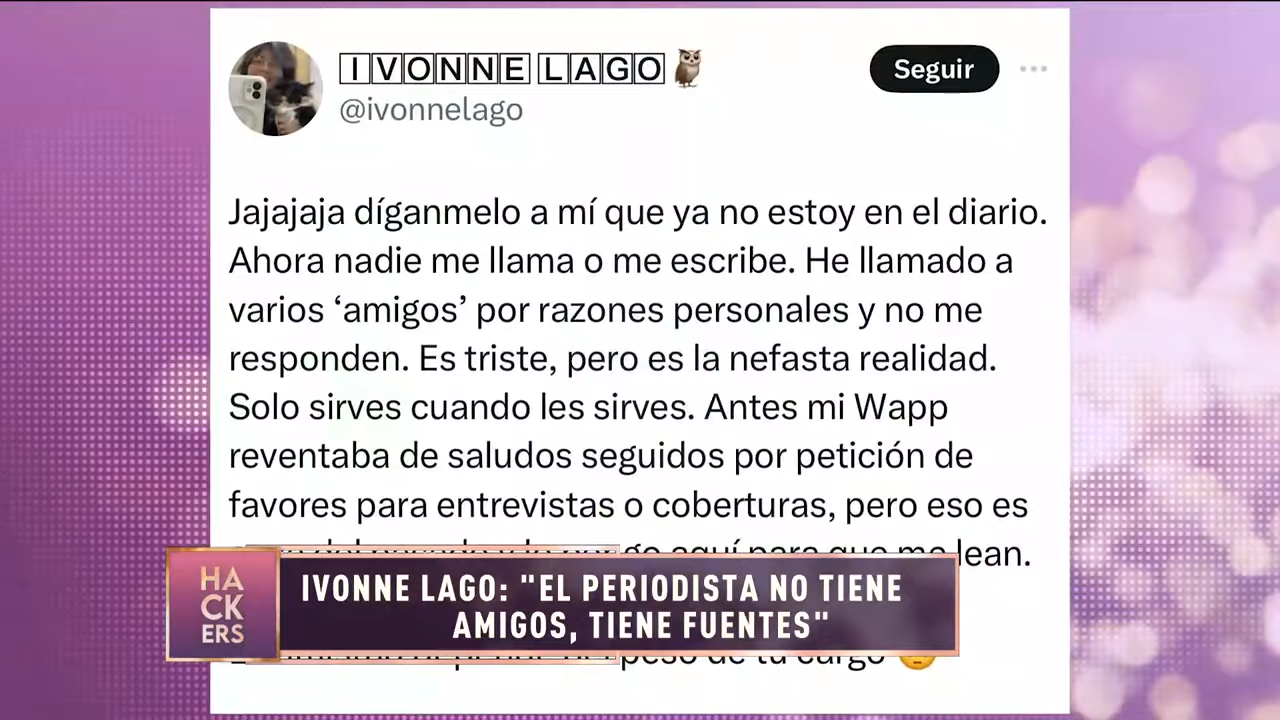 IVONNE LAGO
@ivonnelago
Seguir
Jajajaja díganmelo a mí que ya no estoy en el diario.
Ahora nadie me llama o me escribe. He llamado a
varios ‘amigos’ por razones personales y no me
responden. Es triste, pero es la nefasta realidad.
Solo sirves cuando les sirves. Antes mi Wapp
reventaba de saludos seguidos por petición de
favores para entrevistas o coberturas, pero eso es
aquí para que me lean.
peso de tu cargo
HA
CK
ERS
IVONNE LAGO: "EL PERIODISTA NO TIENE
AMIGOS, TIENE FUENTES"